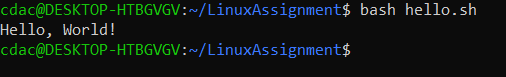 cdac@DESKTOP-HTBGVGV:~/LinuxAssignment$ bash hello.sh
Hello, World!
cdac@DESKTOP-HTBGVGV:~/LinuxAssignment$